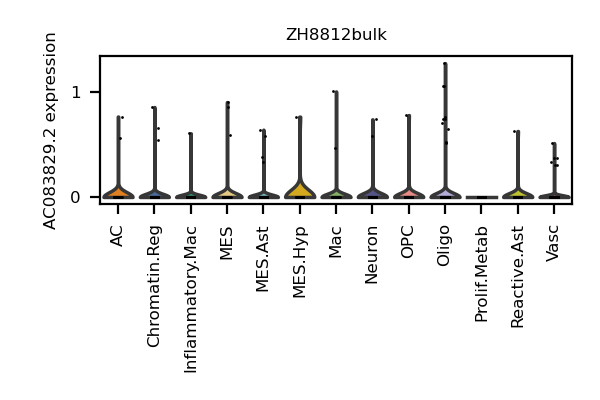 ZH8812bulk
AC083829.2 expression
1
0
AC
Chromatin.Reg
Inflammatory.Mac
MES
MES.Ast
MES.Hyp
Mac
Neuron
OPC
Oligo
Prolif.Metab
Reactive.Ast
Vasc